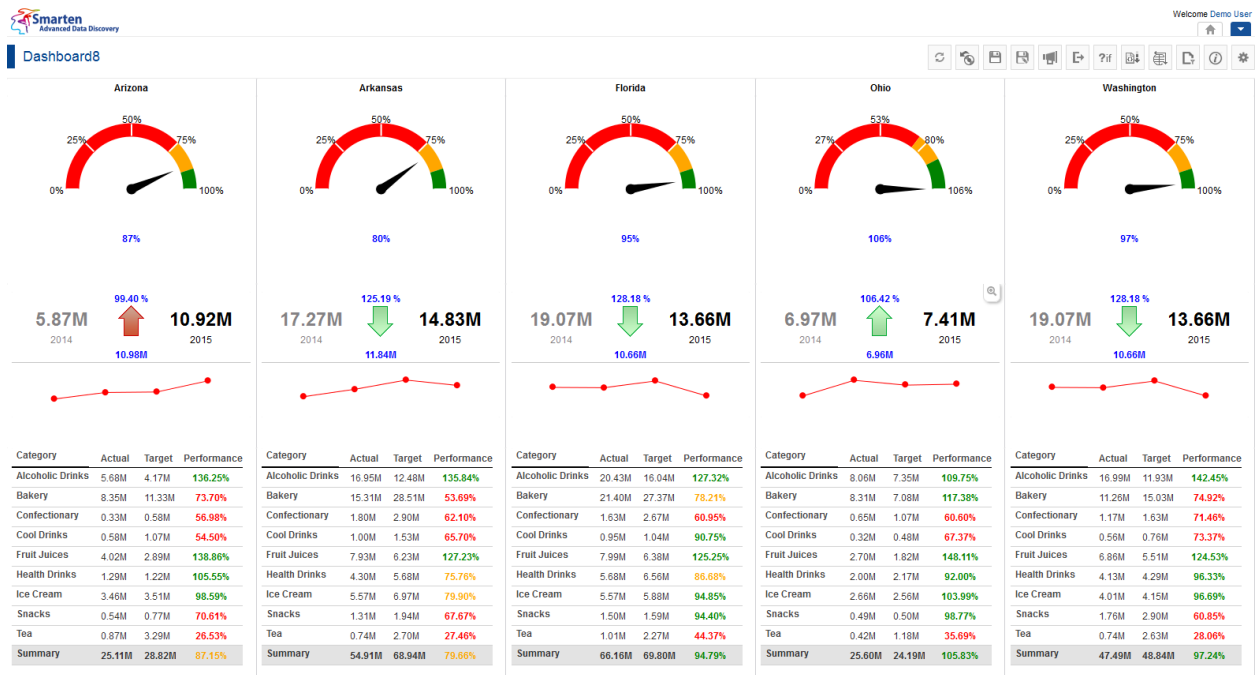 Smarten
Advanced Data Discovery
Welcome Demo User
Dashboard8
?if
Arizona
50%
25%
75%
0%
100%
87%
99.40 %
5.87M
10.92M
2014
2015
10.98M
Category Actual Target Performance
Alcoholic Drinks 5.68M 4.17M 136.25%
Bakery 8.35M 11.33M 73.70%
Confectionary 0.33M 0.58M 56.98%
Cool Drinks 0.58M 1.07M 54.50%
Fruit Juices 4.02M 2.89M 138.86%
Health Drinks 1.29M 1.22M 105.55%
Ice Cream 3.46M 3.51M 98.59%
Snacks 0.54M 0.77M 70.61%
Tea 0.87M 3.29M 26.53%
Summary 25.11M 28.82M 87.15%
Arkansas
50%
25%
75%
0%
100%
80%
125.19 %
17.27M
14.83M
2014
2015
11.84M
Category Actual Target Performance
Alcoholic Drinks 16.95M 12.48M 135.84%
Bakery 15.31M 28.51M 53.69%
Confectionary 1.80M 2.90M 62.10%
Cool Drinks 1.00M 1.53M 65.70%
Fruit Juices 7.93M 6.23M 127.23%
Health Drinks 4.30M 5.68M 75.76%
Ice Cream 5.57M 6.97M 79.90%
Snacks 1.31M 1.94M 67.67%
Tea 0.74M 2.70M 27.46%
Summary 54.91M 68.94M 79.66%
Florida
50%
25%
75%
0%
100%
95%
128.18 %
19.07M
13.66M
2014
2015
10.66M
Category Actual Target Performance
Alcoholic Drinks 20.43M 16.04M 127.32%
Bakery 21.40M 27.37M 78.21%
Confectionary 1.63M 2.67M 60.95%
Cool Drinks 0.95M 1.04M 90.75%
Fruit Juices 7.99M 6.38M 125.25%
Health Drinks 5.68M 6.56M 86.68%
Ice Cream 5.57M 5.88M 94.85%
Snacks 1.50M 1.59M 94.40%
Tea 1.01M 2.27M 44.37%
Summary 66.16M 69.80M 94.79%
Ohio
53%
27%
80%
0%
106%
106%
106.42 %
6.97M
7.41M
2014
2015
6.96M
Category Actual Target Performance
Alcoholic Drinks 8.06M 7.35M 109.75%
Bakery 8.31M 7.08M 117.38%
Confectionary 0.65M 1.07M 60.60%
Cool Drinks 0.32M 0.48M 67.37%
Fruit Juices 2.70M 1.82M 148.11%
Health Drinks 2.00M 2.17M 92.00%
Ice Cream 2.66M 2.56M 103.99%
Snacks 0.49M 0.50M 98.77%
Tea 0.42M 1.18M 35.69%
Summary 25.60M 24.19M 105.83%
Washington
50%
25%
75%
0%
100%
97%
128.18 %
19.07M
13.66M
2014
2015
10.66M
Category Actual Target Performance
Alcoholic Drinks 16.99M 11.93M 142.45%
Bakery 11.26M 15.03M 74.92%
Confectionary 1.17M 1.63M 71.46%
Cool Drinks 0.56M 0.76M 73.37%
Fruit Juices 6.86M 5.51M 124.53%
Health Drinks 4.13M 4.29M 96.33%
Ice Cream 4.01M 4.15M 96.69%
Snacks 1.76M 2.90M 60.85%
Tea 0.74M 2.63M 28.06%
Summary 47.49M 48.84M 97.24%